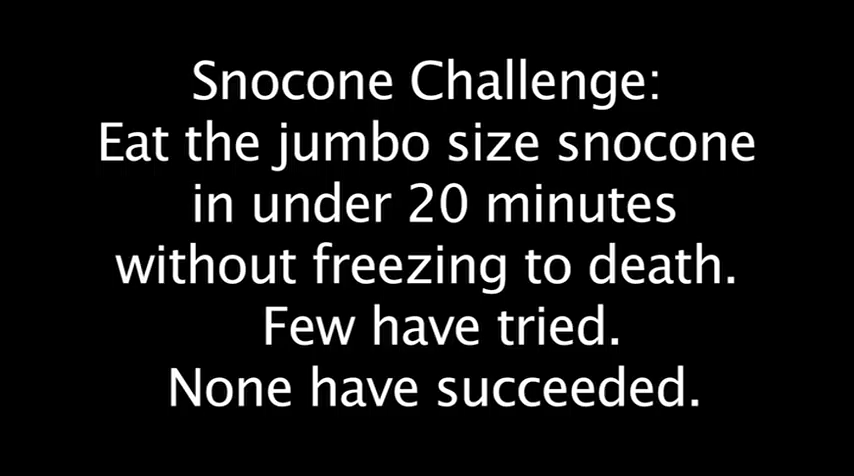 Snocone Challenge:
Eat the jumbo size snocone
in under 20 minutes
without freezing to death.
Few have tried.
None have succeeded.